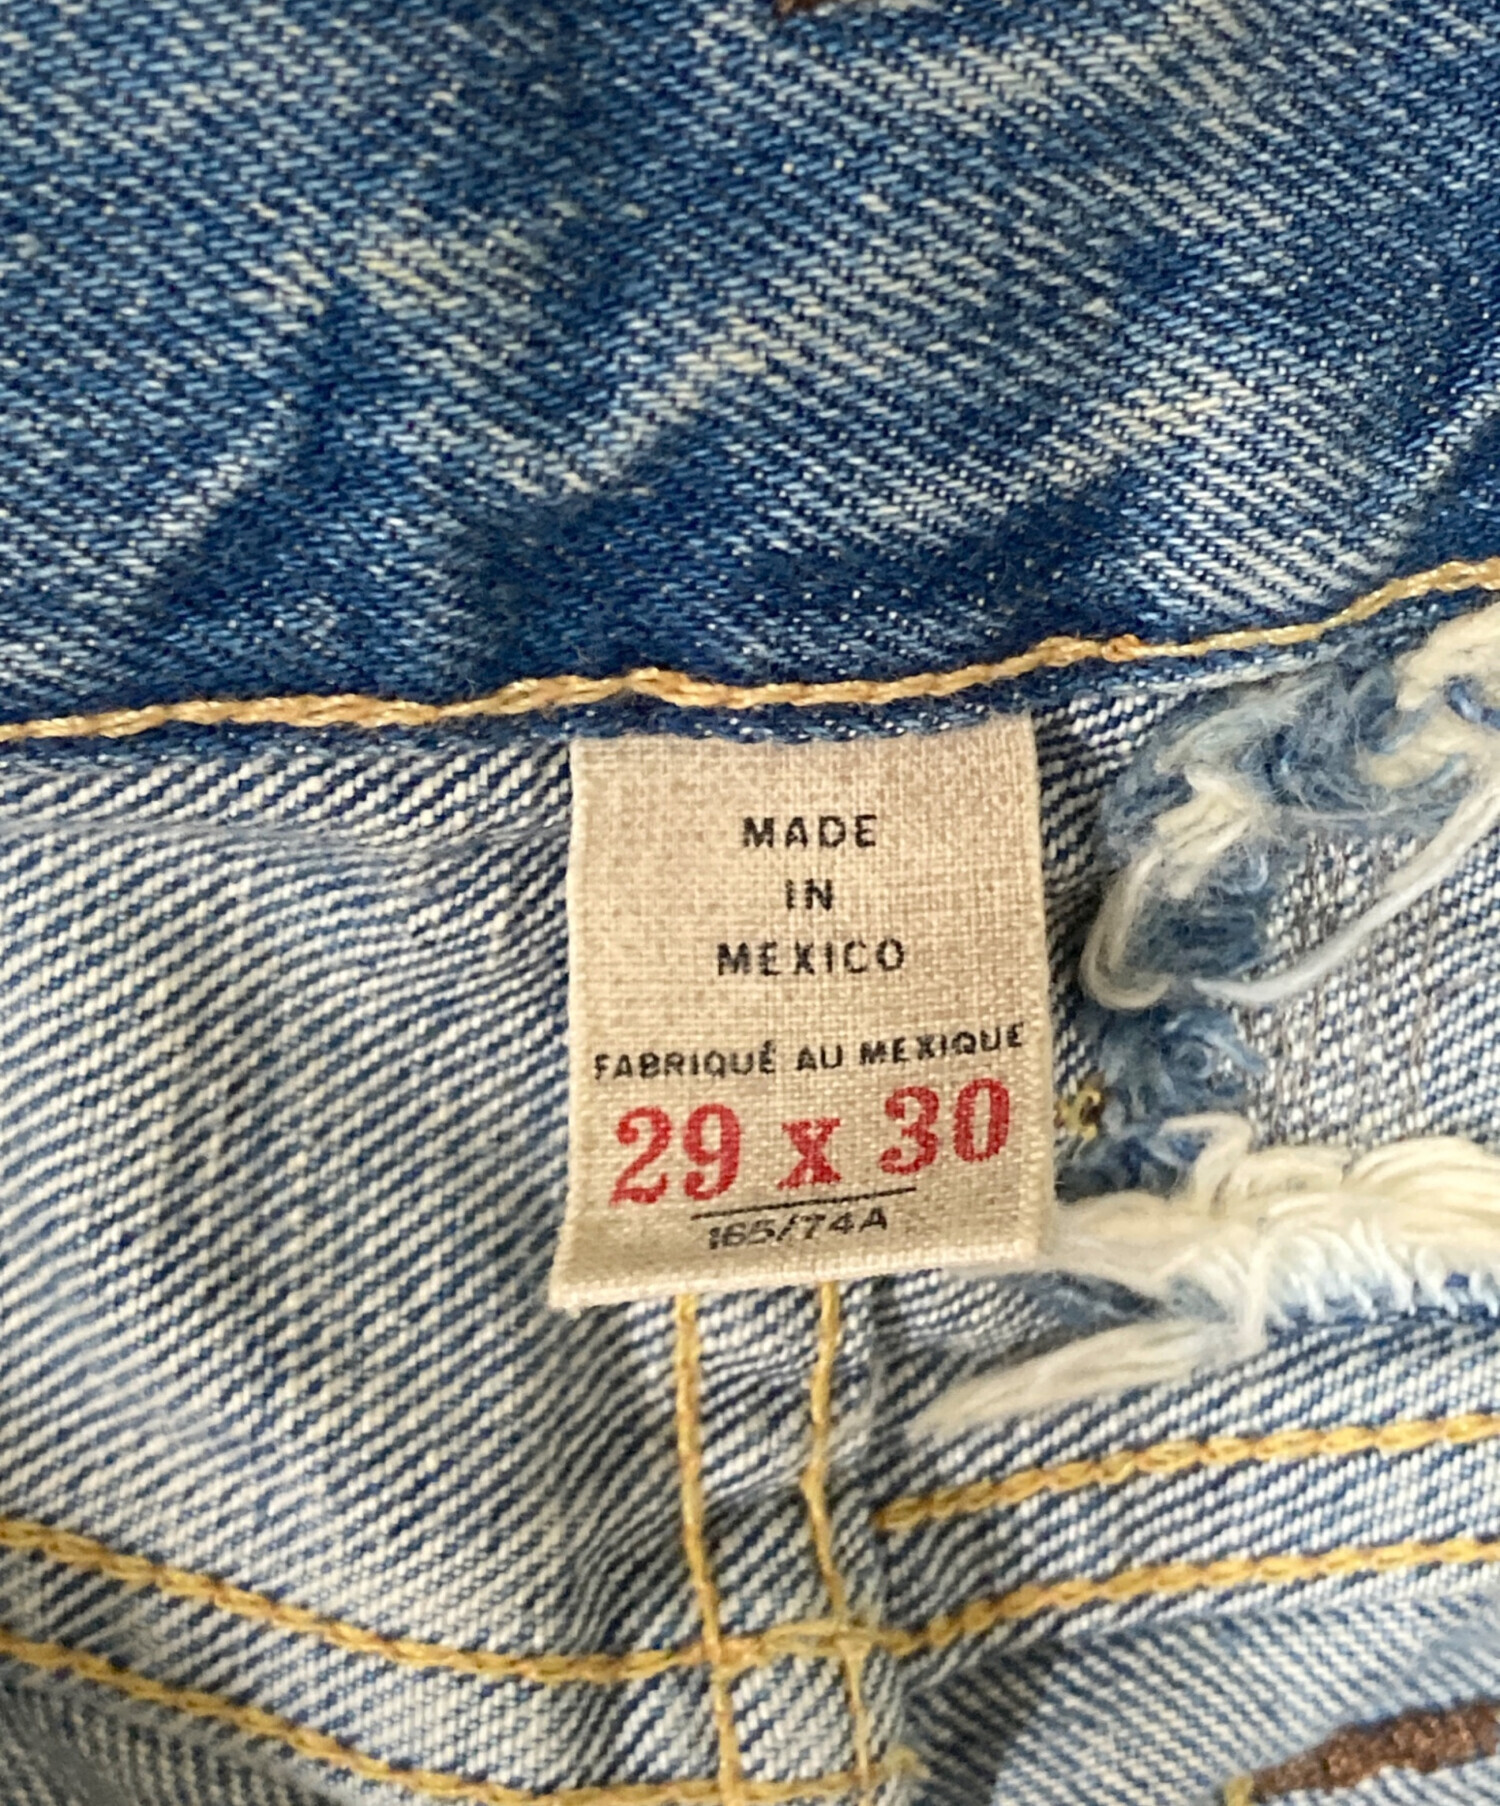 MADE
IN
MEXICO
FABRIQUÉ AU MEXIQUE
29 x 30
165/74A